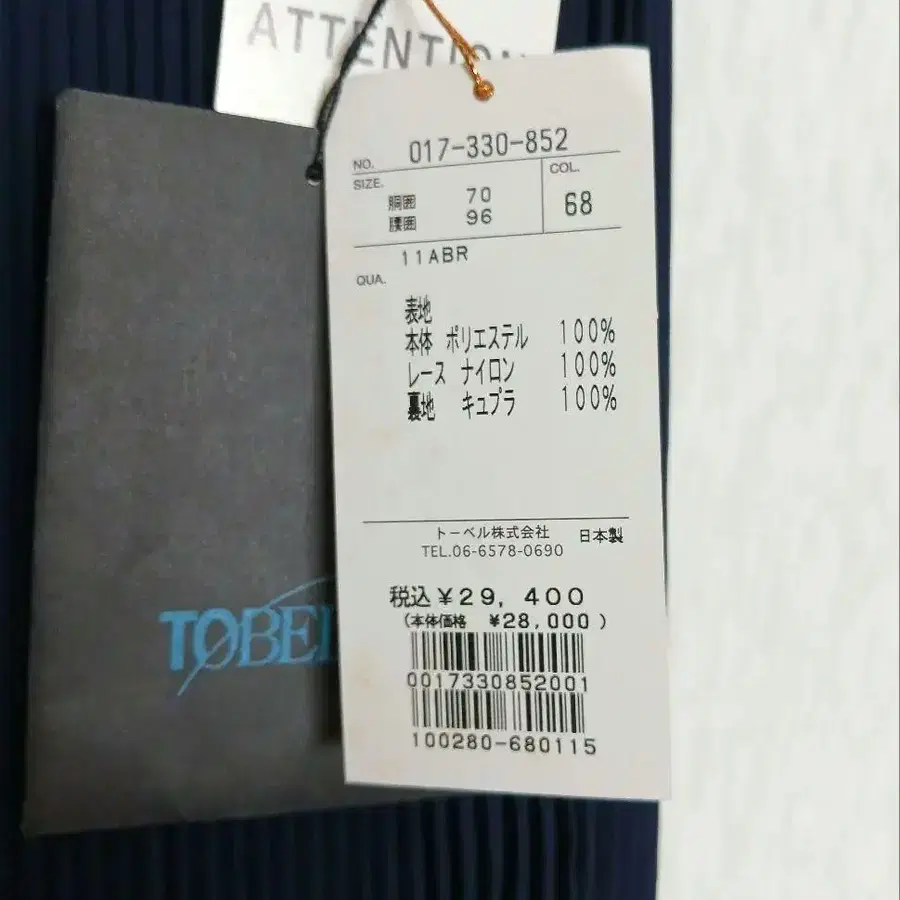 ATTENTION
NO. 017-330-852
SIZE.
胴囲 70
腰囲 96
COL.
68
11ABR
QUA.
表地
本体 ポリエステル 100%
レース ナイロン 100%
裏地 キュプラ 100%
トーベル株式会社 日本製
TEL.06-6578-0690
税込¥29,400
(本体価格 ¥28,000)
0017330852001
100280-680115
TOBEL